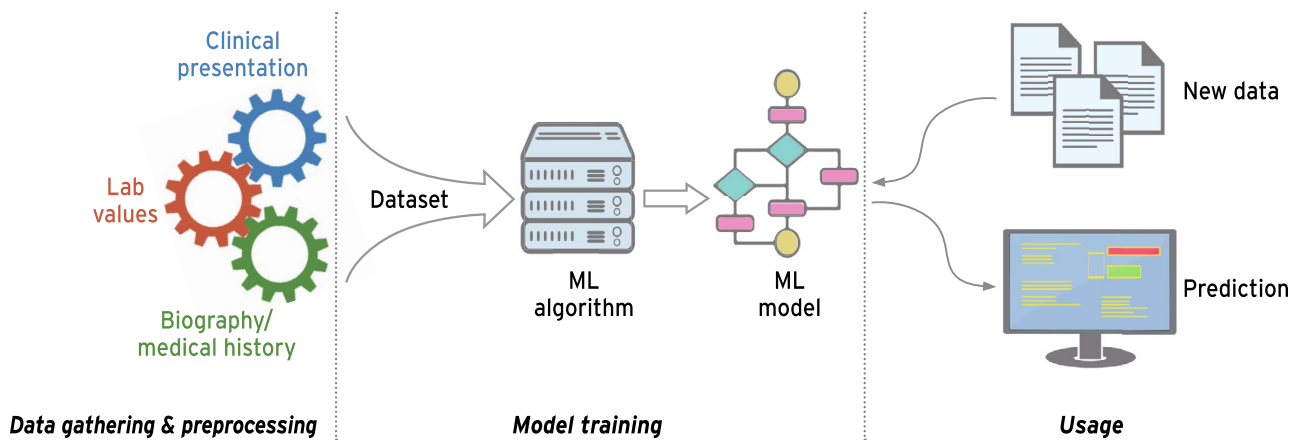 Clinical
presentation
Lab
values
Biography/
medical history
Dataset
ML
algorithm
ML
model
New data
Prediction
Data gathering & preprocessing
Model training
Usage